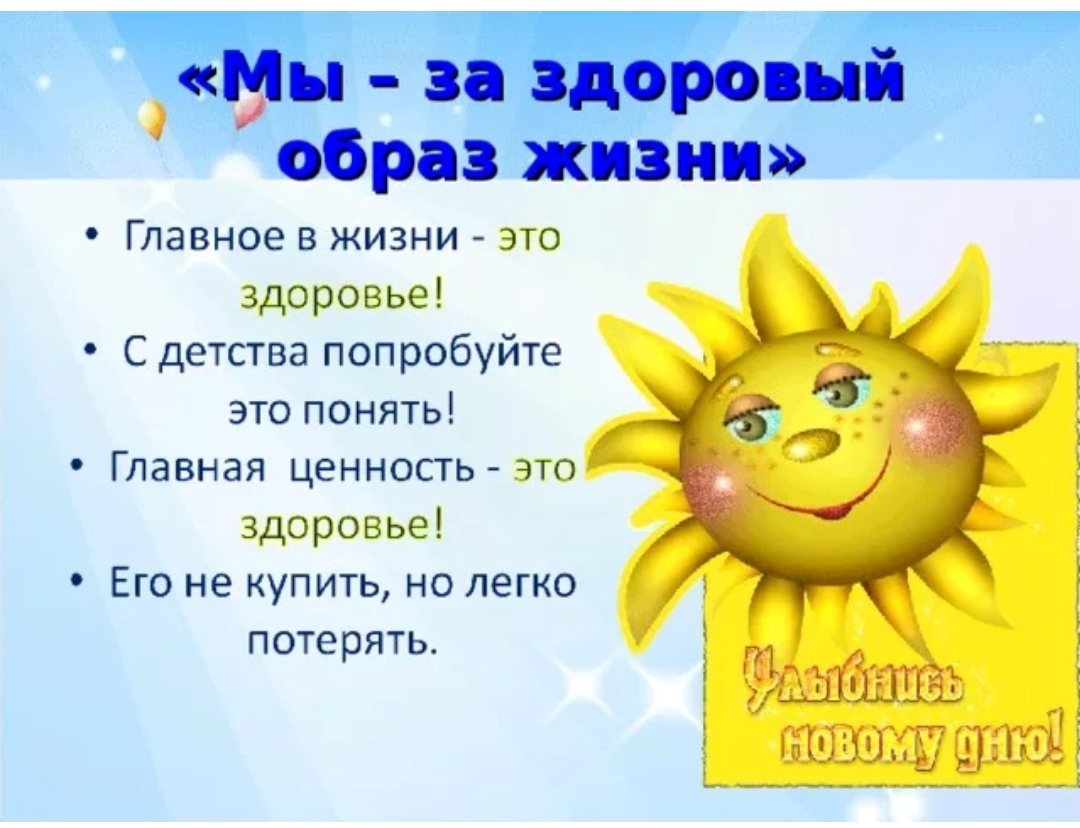 «Мы – за здоровый
образ жизни»
• Главное в жизни - это
здоровье!
• С детства попробуйте
это понять!
• Главная ценность - это
здоровье!
• Его не купить, но легко
потерять.
Улыбнись
новому дню!